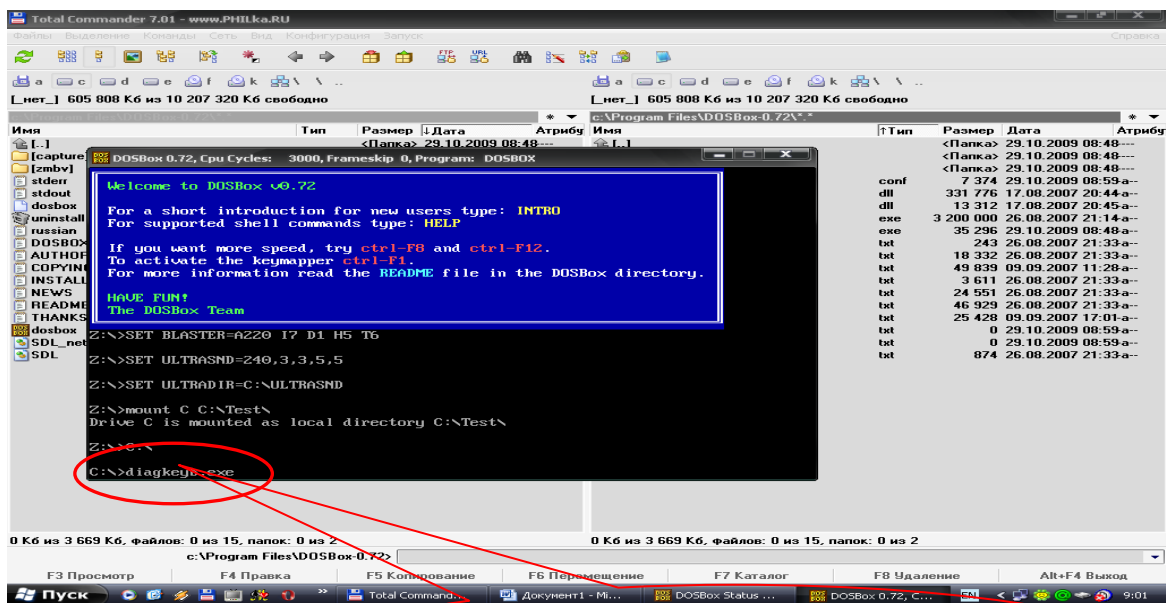 Total Commander 7.01 - www.PHILka.RU
Файлы Выделение Команды Сеть Вид Конфигурация Запуск Справка
FTP URL
a c d e f k \ \ ..
a c d e f k \ \ ..
[_нет_] 605 808 Кб из 10 207 320 Кб свободно
[_нет_] 605 808 Кб из 10 207 320 Кб свободно
c:\Program Files\DOSBox-0.72\*.* * ▼
c:\Program Files\DOSBox-0.72\*.* * ▼
Имя Тип Размер ↓Дата Атрибу
Имя ↑Тип Размер Дата Атрибу
[..] <Папка> 29.10.2009 08:48----
[capture
[zmbv]
stderr
stdout
dosbox
uninstall
russian
DOSBOX
AUTHOR
COPYIN
INSTALL
NEWS
README
THANKS
dosbox
SDL_net
SDL
[..] <Папка> 29.10.2009 08:48----
<Папка> 29.10.2009 08:48----
<Папка> 29.10.2009 08:48----
conf 7 374 29.10.2009 08:59-a--
dll 331 776 17.08.2007 20:44-a--
dll 13 312 17.08.2007 20:45-a--
exe 3 200 000 26.08.2007 21:14-a--
exe 35 296 29.10.2009 08:48-a--
txt 243 26.08.2007 21:33-a--
txt 18 332 26.08.2007 21:33-a--
txt 49 839 09.09.2007 11:28-a--
txt 3 611 26.08.2007 21:33-a--
txt 24 551 26.08.2007 21:33-a--
txt 46 929 26.08.2007 21:33-a--
txt 25 428 09.09.2007 17:01-a--
txt 0 29.10.2009 08:59-a--
txt 0 29.10.2009 08:59-a--
txt 874 26.08.2007 21:33-a--
DOSBox 0.72, Cpu Cycles: 3000, Frameskip 0, Program: DOSBOX
Welcome to DOSBox v0.72
For a short introduction for new users type: INTRO
For supported shell commands type: HELP
If you want more speed, try ctrl-F8 and ctrl-F12.
To activate the keymapper ctrl-F1.
For more information read the README file in the DOSBox directory.
HAVE FUN!
The DOSBox Team
Z:\>SET BLASTER=A220 I7 D1 H5 T6
Z:\>SET ULTRASND=240,3,3,5,5
Z:\>SET ULTRADIR=C:\ULTRASND
Z:\>mount C C:\Test\
Drive C is mounted as local directory C:\Test\
Z:\>C:\
C:\>diagkeyb.exe
0 Кб из 3 669 Кб, файлов: 0 из 15, папок: 0 из 2
0 Кб из 3 669 Кб, файлов: 0 из 15, папок: 0 из 2
c:\Program Files\DOSBox-0.72>
F3 Просмотр F4 Правка F5 Копирование F6 Перемещение F7 Каталог F8 Удаление Alt+F4 Выход
Пуск » Total Command... Документ1 - Mi... DOSBox Status ... DOSBox 0.72, C... EN < 9:01